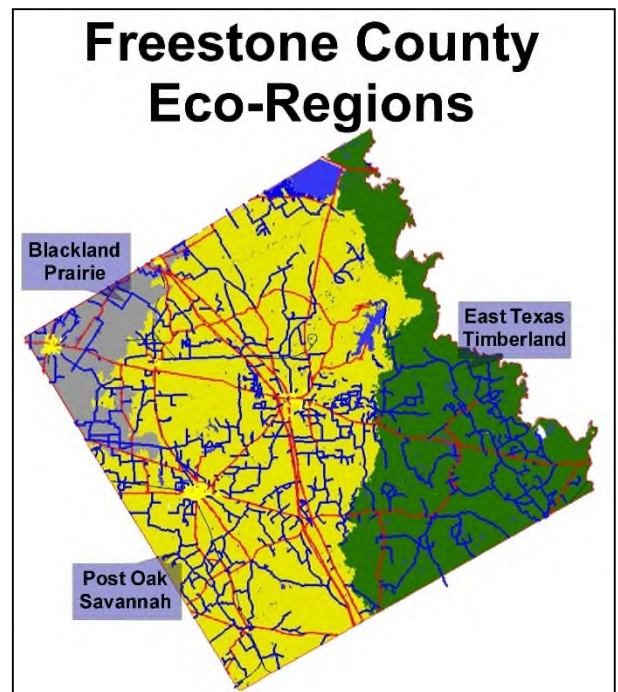 Freestone County
Eco-Regions
Blackland
Prairie
East Texas
Timberland
Post Oak
Savannah